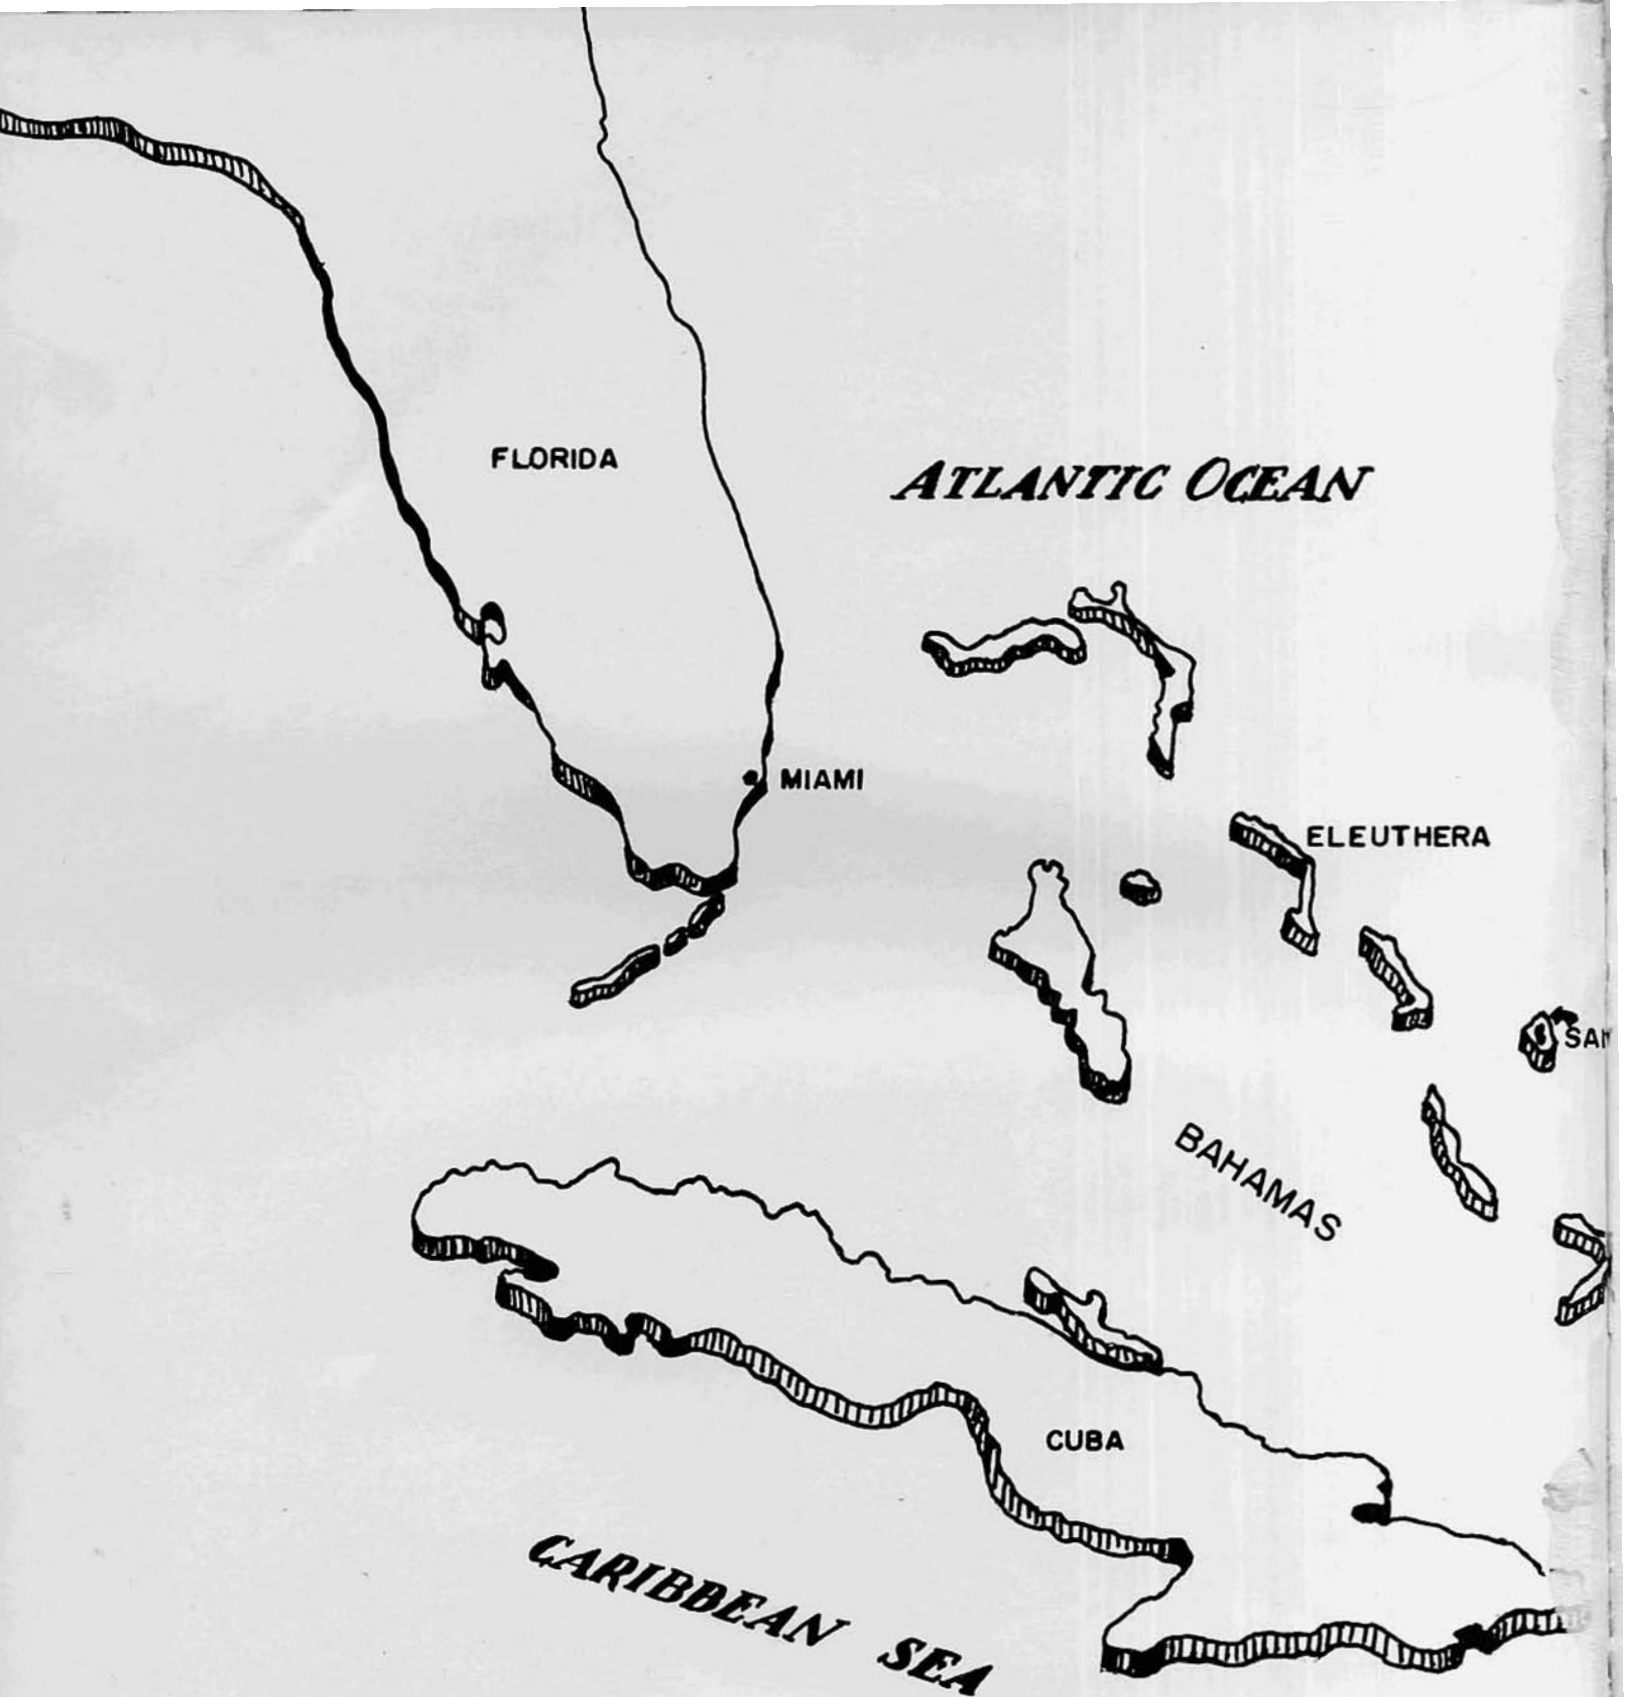 FLORIDA
ATLANTIC OCEAN
MIAMI
ELEUTHERA
BAHAMAS
CUBA
CARIBBEAN SEA